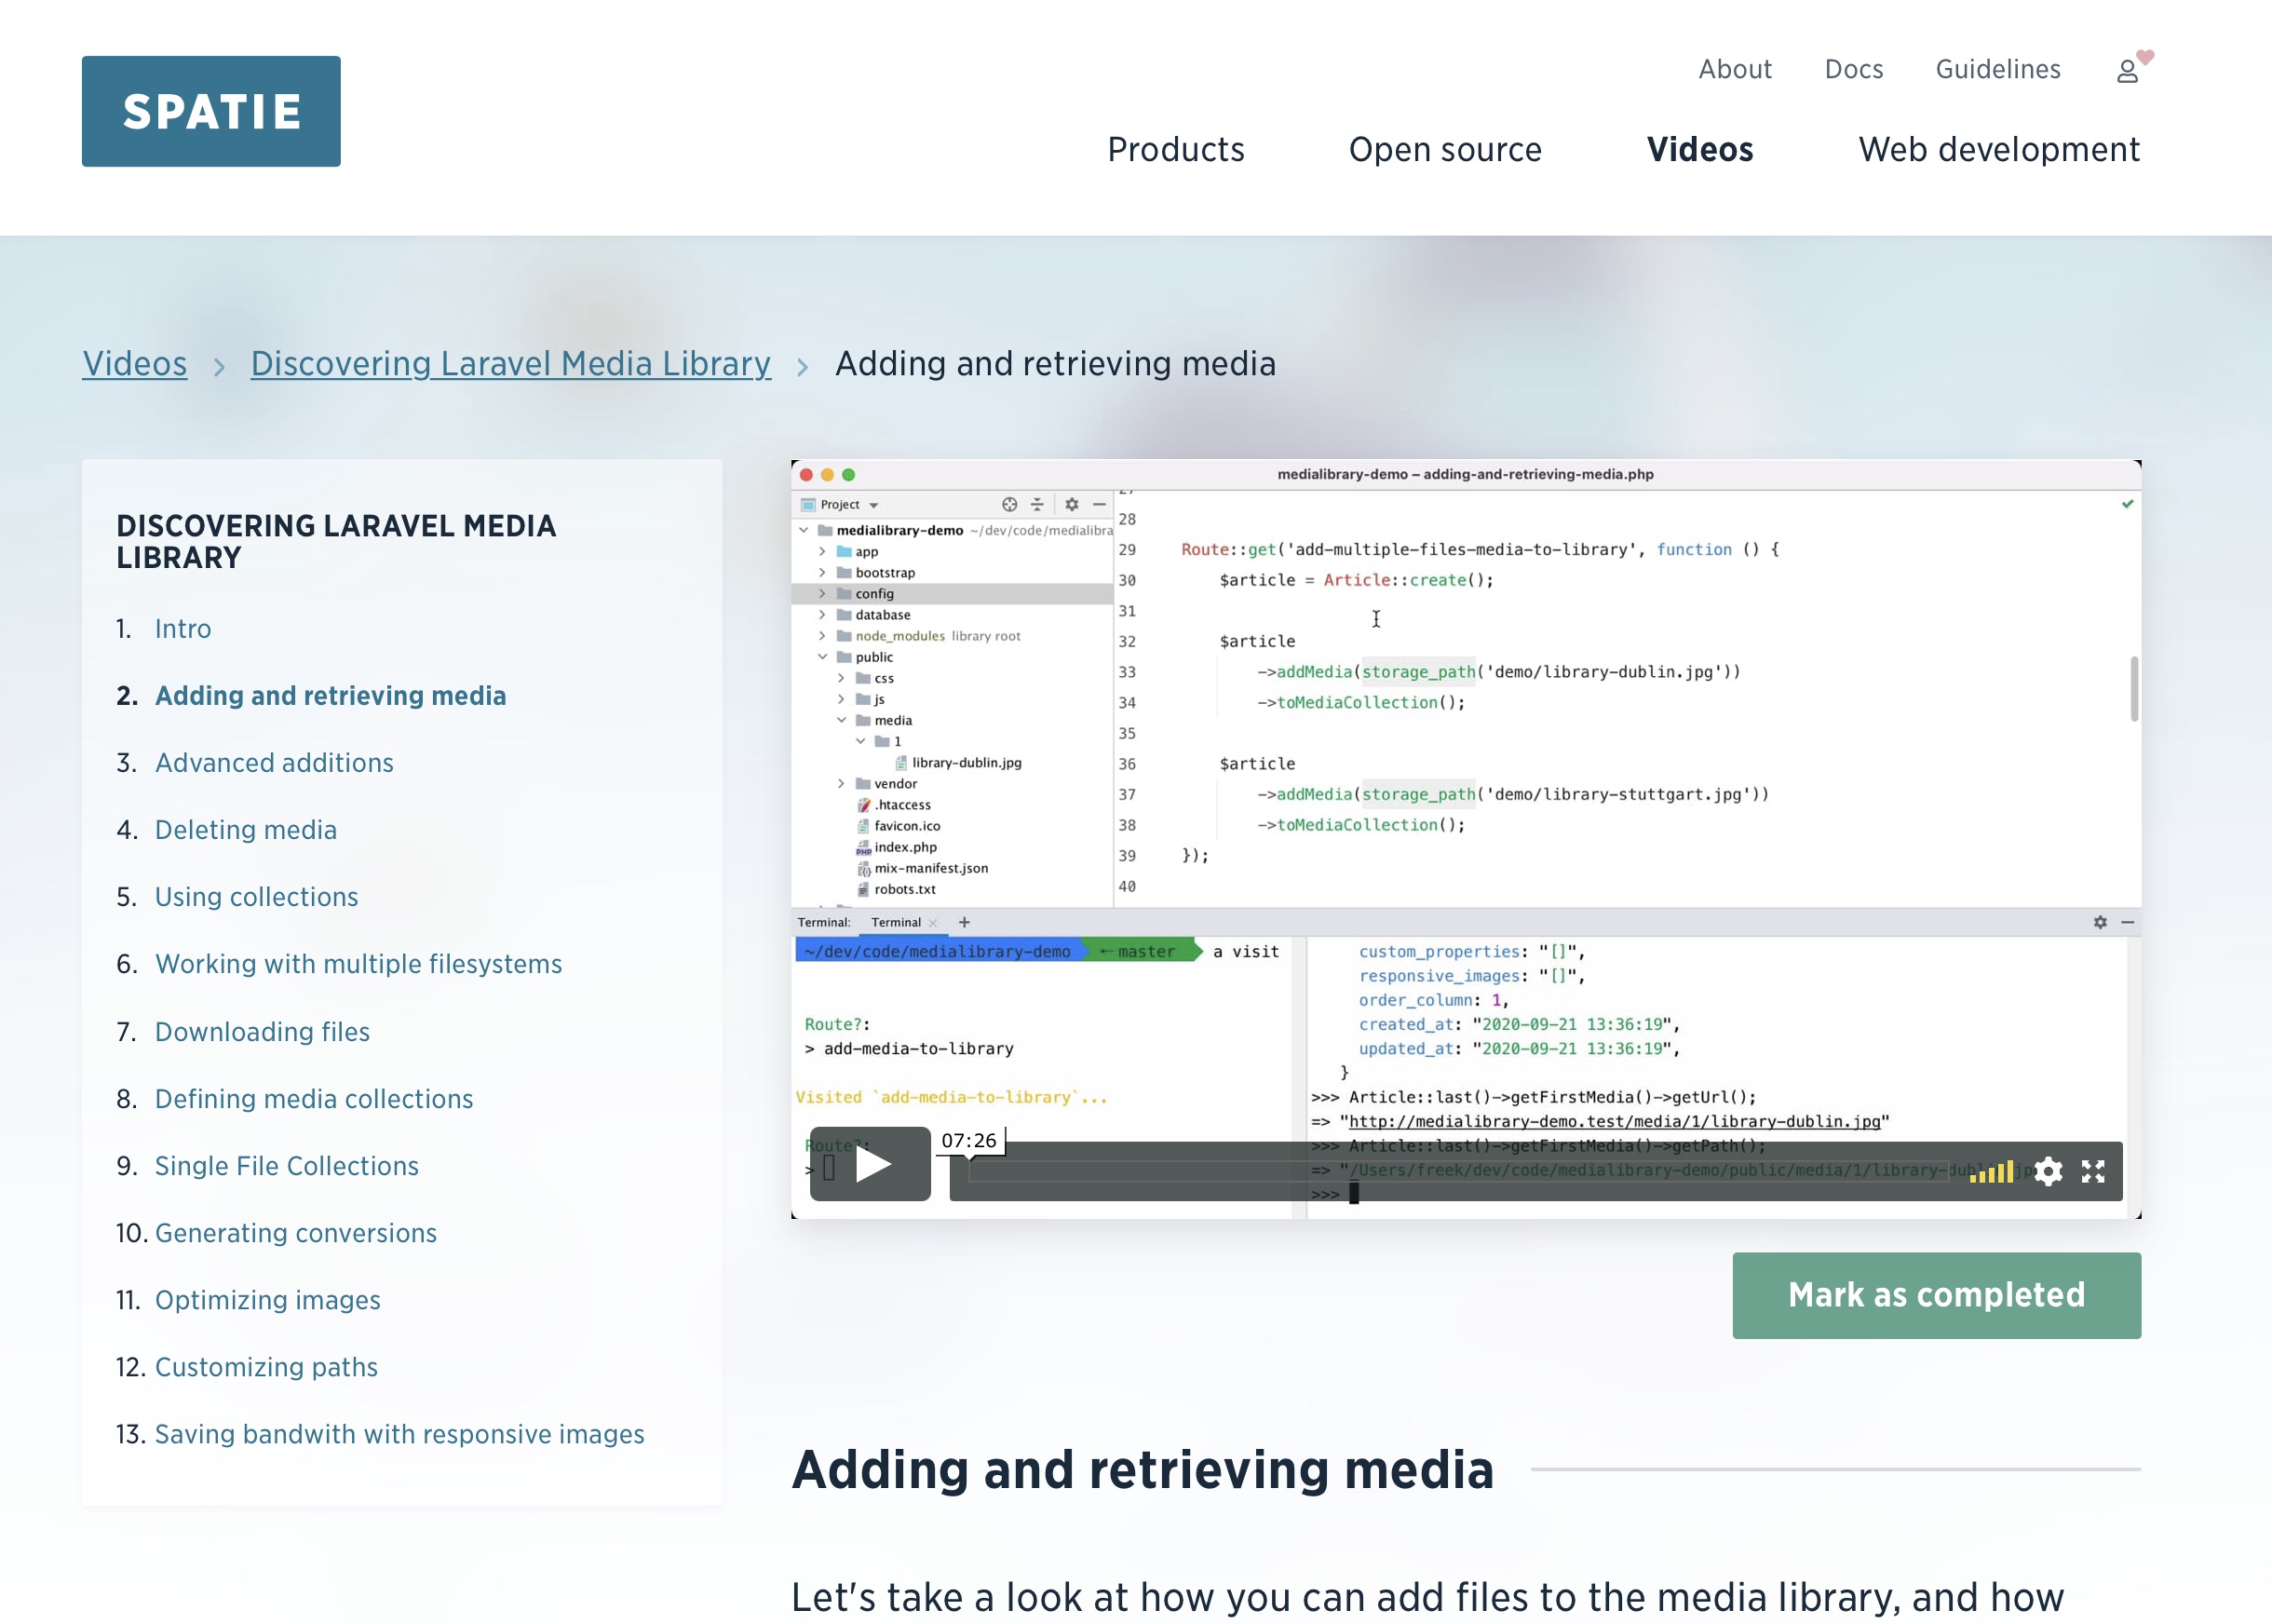 SPATIE
About Docs Guidelines
Products Open source Videos Web development
Videos › Discovering Laravel Media Library › Adding and retrieving media
DISCOVERING LARAVEL MEDIA
LIBRARY
1. Intro
2. Adding and retrieving media
3. Advanced additions
4. Deleting media
5. Using collections
6. Working with multiple filesystems
7. Downloading files
8. Defining media collections
9. Single File Collections
10. Generating conversions
11. Optimizing images
12. Customizing paths
13. Saving bandwith with responsive images
medialibrary-demo – adding-and-retrieving-media.php
Project
medialibrary-demo ~/dev/code/medialibra
app
bootstrap
config
database
node_modules library root
public
css
js
media
1
library-dublin.jpg
vendor
.htaccess
favicon.ico
index.php
mix-manifest.json
robots.txt
28
29 Route::get('add-multiple-files-media-to-library', function () {
30 $article = Article::create();
31
32 $article
33 ->addMedia(storage_path('demo/library-dublin.jpg'))
34 ->toMediaCollection();
35
36 $article
37 ->addMedia(storage_path('demo/library-stuttgart.jpg'))
38 ->toMediaCollection();
39 });
40
Terminal: Terminal × +
~/dev/code/medialibrary-demo master a visit
Route?:
> add-media-to-library
Visited `add-media-to-library`...
Route?:
>
07:26
custom_properties: "[]",
responsive_images: "[]",
order_column: 1,
created_at: "2020-09-21 13:36:19",
updated_at: "2020-09-21 13:36:19",
}
>>> Article::last()->getFirstMedia()->getUrl();
=> "http://medialibrary-demo.test/media/1/library-dublin.jpg"
>>> Article::last()->getFirstMedia()->getPath();
=> "/Users/freek/dev/code/medialibrary-demo/public/media/1/
>>>
Mark as completed
Adding and retrieving media
Let's take a look at how you can add files to the media library, and how